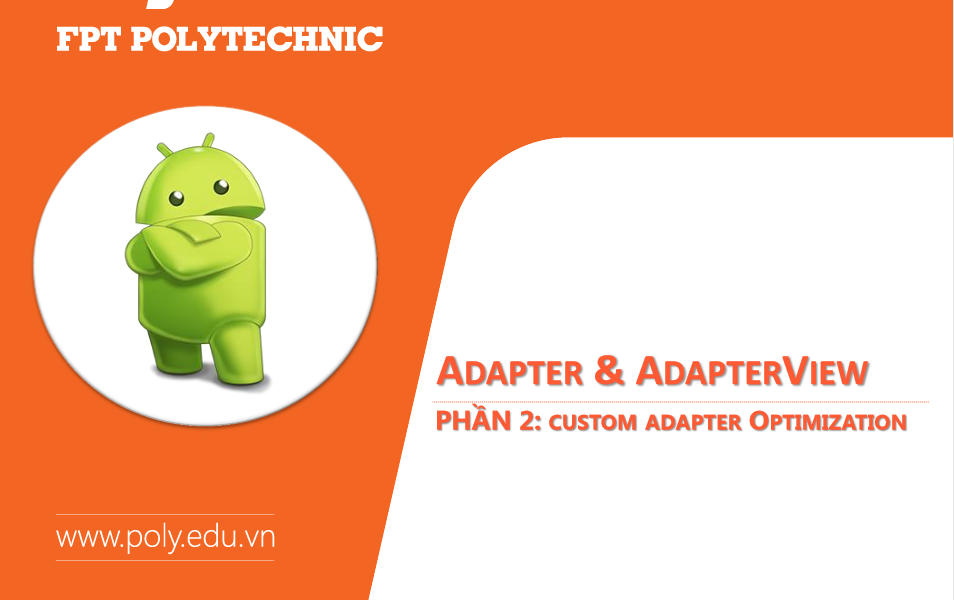 FPT POLYTECHNIC
ADAPTER & ADAPTERVIEW
PHẦN 2: CUSTOM ADAPTER OPTIMIZATION
www.poly.edu.vn